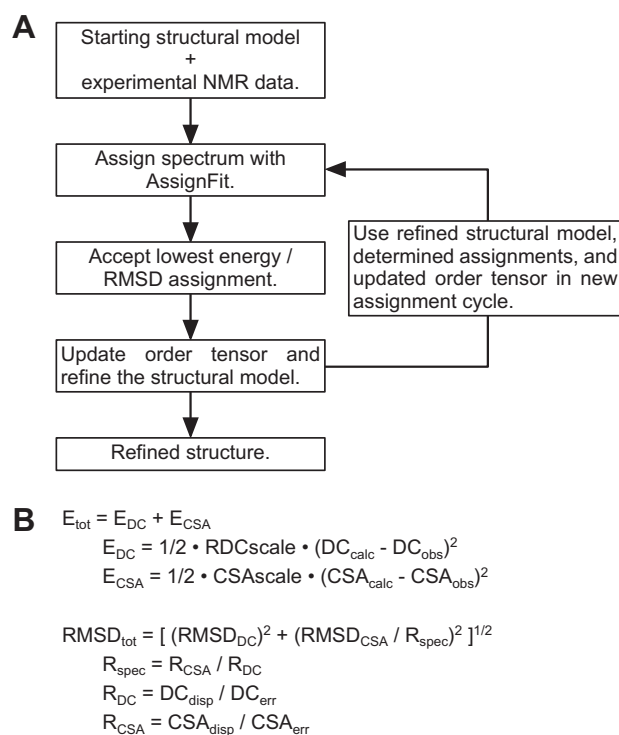 A
Starting structural model
+
experimental NMR data.
Assign spectrum with
AssignFit.
Accept lowest energy /
RMSD assignment.
Use refined structural model,
determined assignments, and
updated order tensor in new
assignment cycle.
Update order tensor and
refine the structural model.
Refined structure.
B
E_tot = E_DC + E_CSA
E_DC = 1/2 • RDCscale • (DC_calc - DC_obs)²
E_CSA = 1/2 • CSAscale • (CSA_calc - CSA_obs)²
RMSD_tot = [ (RMSD_DC)² + (RMSD_CSA / R_spec)² ]^1/2
R_spec = R_CSA / R_DC
R_DC = DC_disp / DC_err
R_CSA = CSA_disp / CSA_err